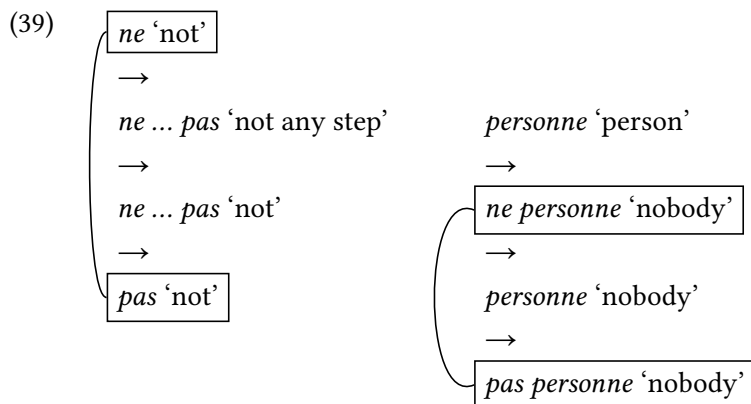 (39)
ne ‘not’
→
ne ... pas ‘not any step’
→
ne ... pas ‘not’
→
pas ‘not’
personne ‘person’
→
ne personne ‘nobody’
→
personne ‘nobody’
→
pas personne ‘nobody’